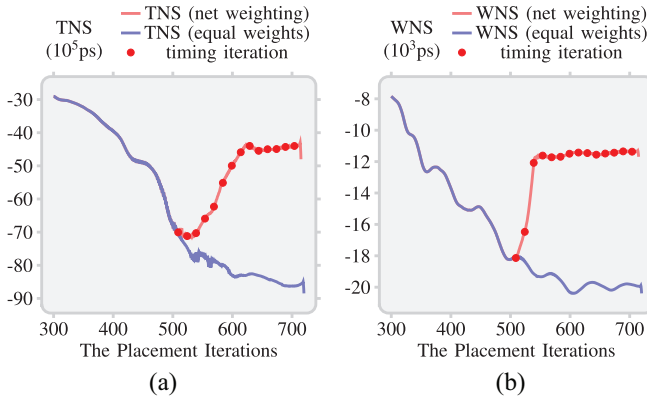 TNS
(10⁵ps)
TNS (net weighting)
TNS (equal weights)
timing iteration
-30
-40
-50
-60
-70
-80
-90
300 400 500 600 700
The Placement Iterations
(a)
WNS
(10³ps)
WNS (net weighting)
WNS (equal weights)
timing iteration
-8
-10
-12
-14
-16
-18
-20
300 400 500 600 700
The Placement Iterations
(b)